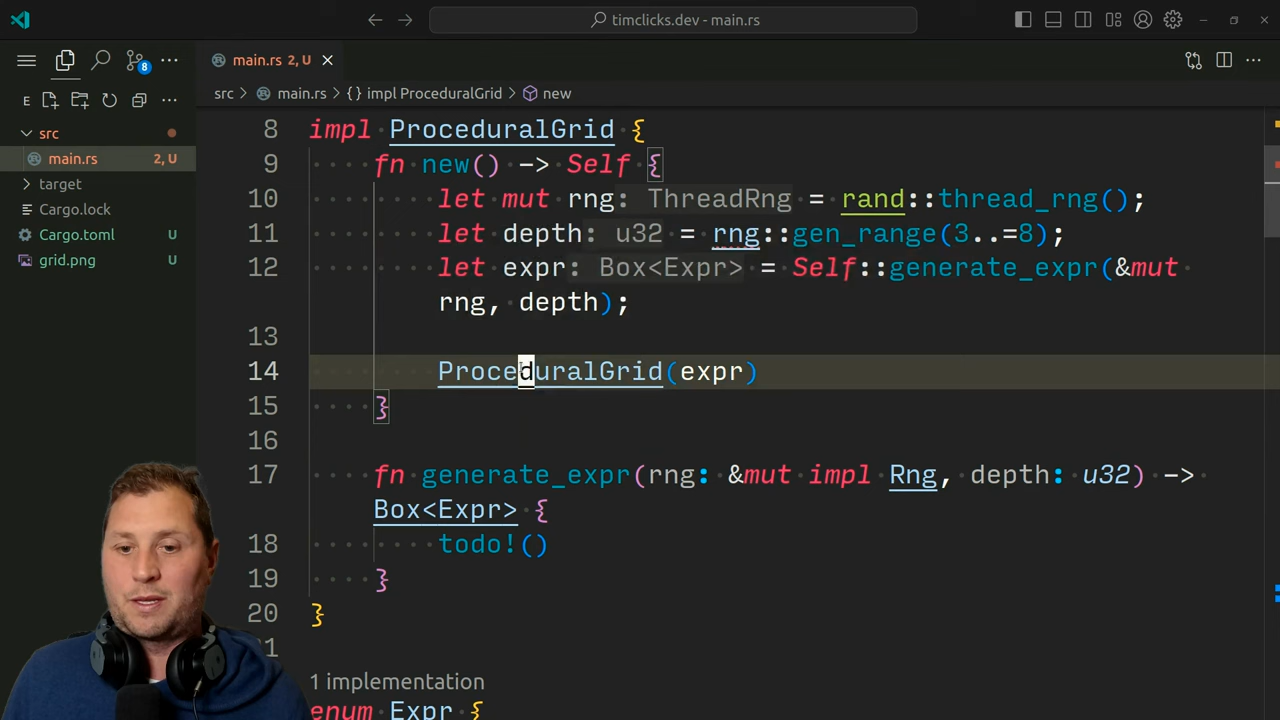 timclicks.dev - main.rs
8
main.rs 2, U
E
src > main.rs > {} impl ProceduralGrid > new
src
main.rs 2, U
target
Cargo.lock
Cargo.toml U
grid.png U
8 impl ProceduralGrid {
9 fn new() -> Self {
10 let mut rng: ThreadRng = rand::thread_rng();
11 let depth: u32 = rng::gen_range(3..=8);
12 let expr: Box<Expr> = Self::generate_expr(&mut
rng, depth);
13
14 ProceduralGrid(expr)
15 }
16
17 fn generate_expr(rng: &mut impl Rng, depth: u32) ->
Box<Expr> {
18 todo!()
19 }
20 }
21
1 implementation
enum Expr {